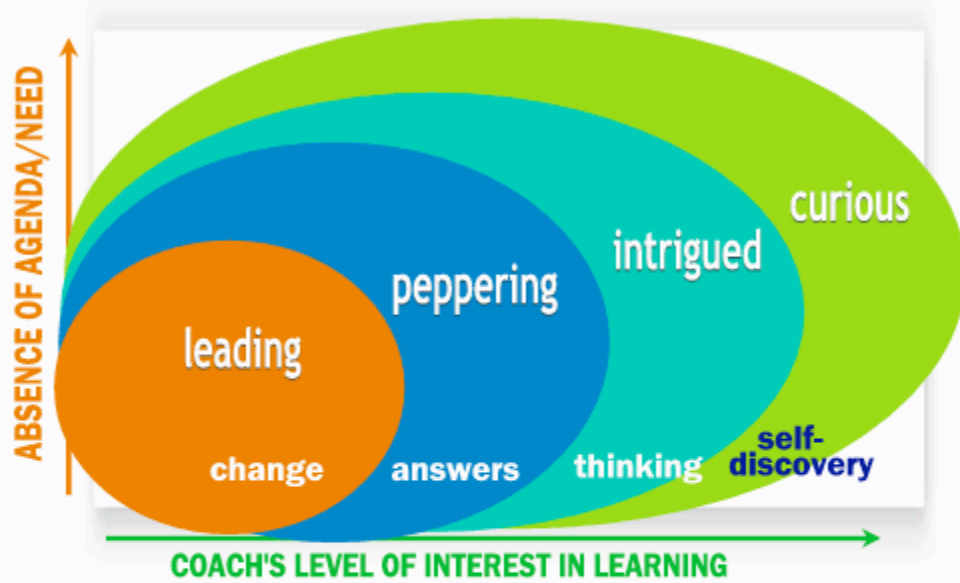 ABSENCE OF AGENDA/NEED
curious
intrigued
peppering
leading
change
answers
thinking
self-
discovery
COACH'S LEVEL OF INTEREST IN LEARNING